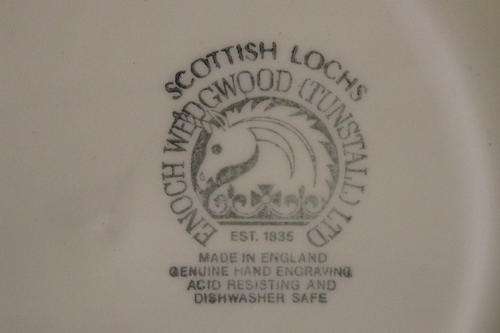 SCOTTISH LOCHS
ENOCH WEDGWOOD (TUNSTALL) LTD
EST. 1835
MADE IN ENGLAND
GENUINE HAND ENGRAVING
ACID RESISTING AND
DISHWASHER SAFE